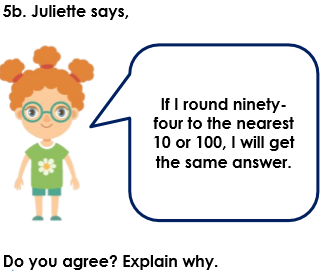 5b. Juliette says,
If I round ninety-
four to the nearest
10 or 100, I will get
the same answer.
Do you agree? Explain why.